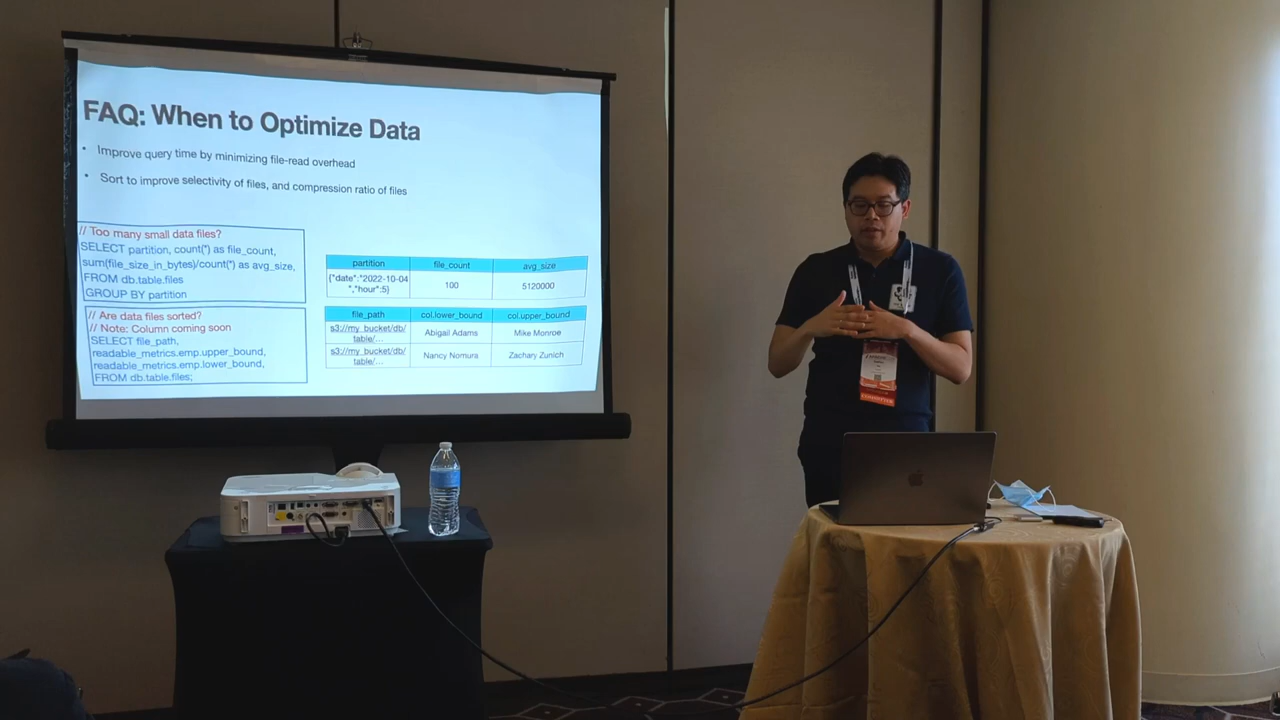 FAQ: When to Optimize Data
• Improve query time by minimizing file-read overhead
• Sort to improve selectivity of files, and compression ratio of files
// Too many small data files?
SELECT partition, count(*) as file_count,
sum(file_size_in_bytes)/count(*) as avg_size,
FROM db.table.files
GROUP BY partition
partition file_count avg_size
{"date":"2022-10-04
","hour":5} 100 5120000
// Are data files sorted?
// Note: Column coming soon
SELECT file_path,
readable_metrics.emp.upper_bound,
readable_metrics.emp.lower_bound,
FROM db.table.files;
file_path col.lower_bound col.upper_bound
s3://my_bucket/db/
table/... Abigail Adams Mike Monroe
s3://my_bucket/db/
table/... Nancy Nomura Zachary Zunich